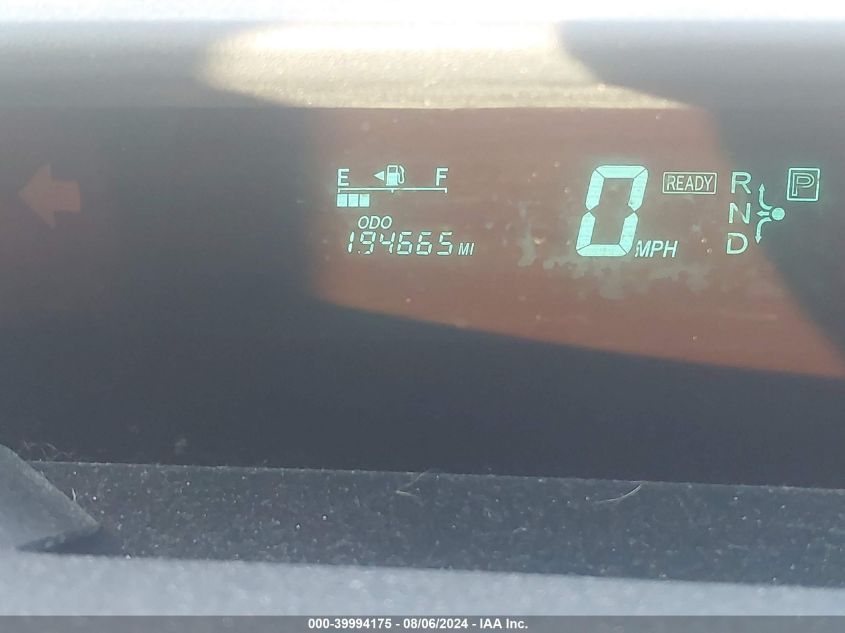 E F
ODO
194665 MI
0 MPH
READY
R
N
D
P
000-39994175 - 08/06/2024 - IAA Inc.